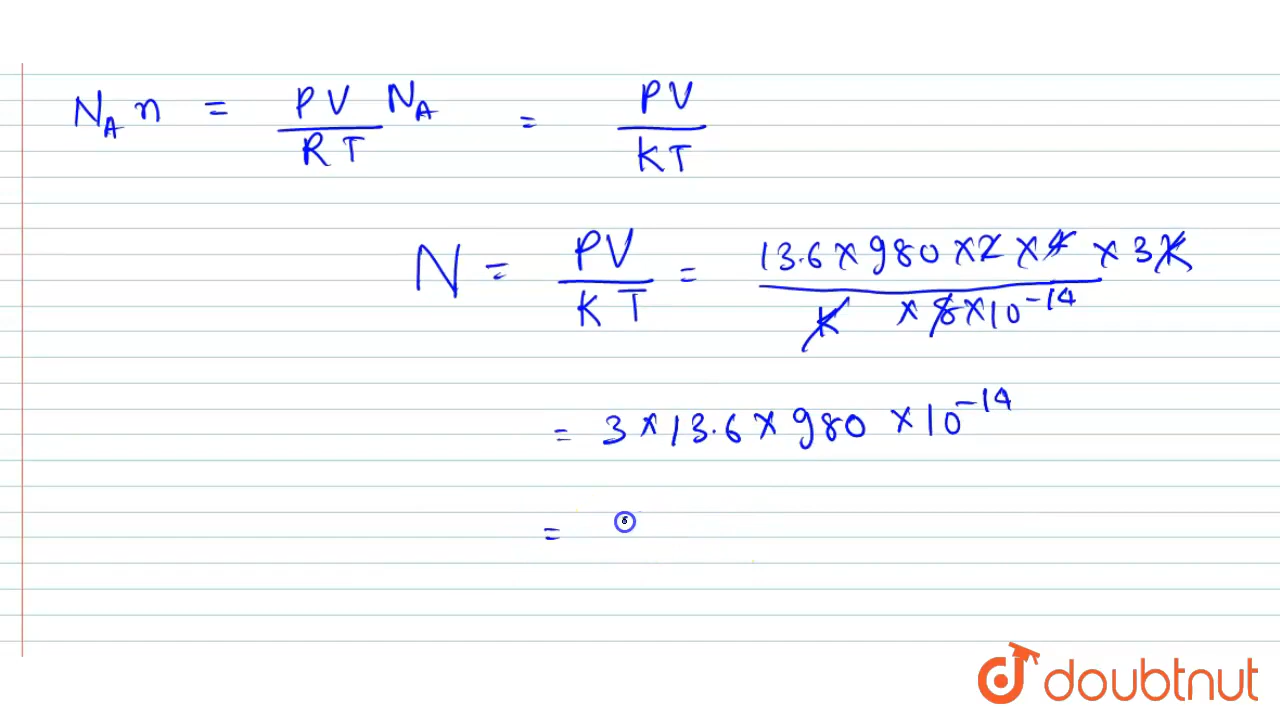 N_A n = PV N_A / RT = PV / KT
N = PV / KT = 13.6 × 980 × 2 × 4 × 3K / K × 8 × 10^-14
= 3 × 13.6 × 980 × 10^-14
=
doubtnut